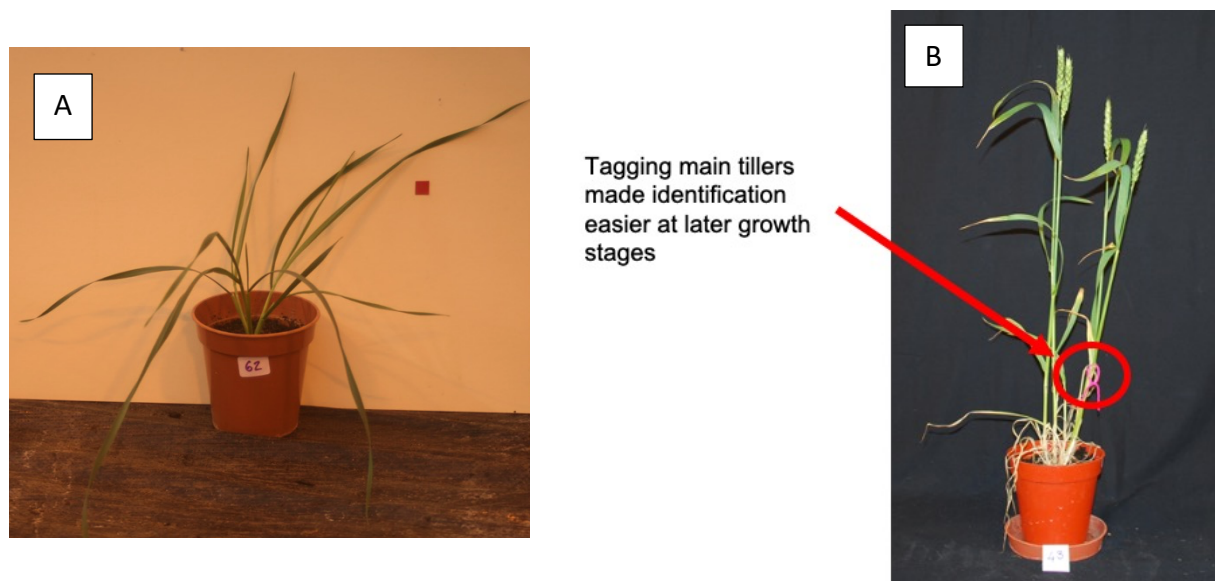 A
B
Tagging main tillers
made identification
easier at later growth
stages
62
43